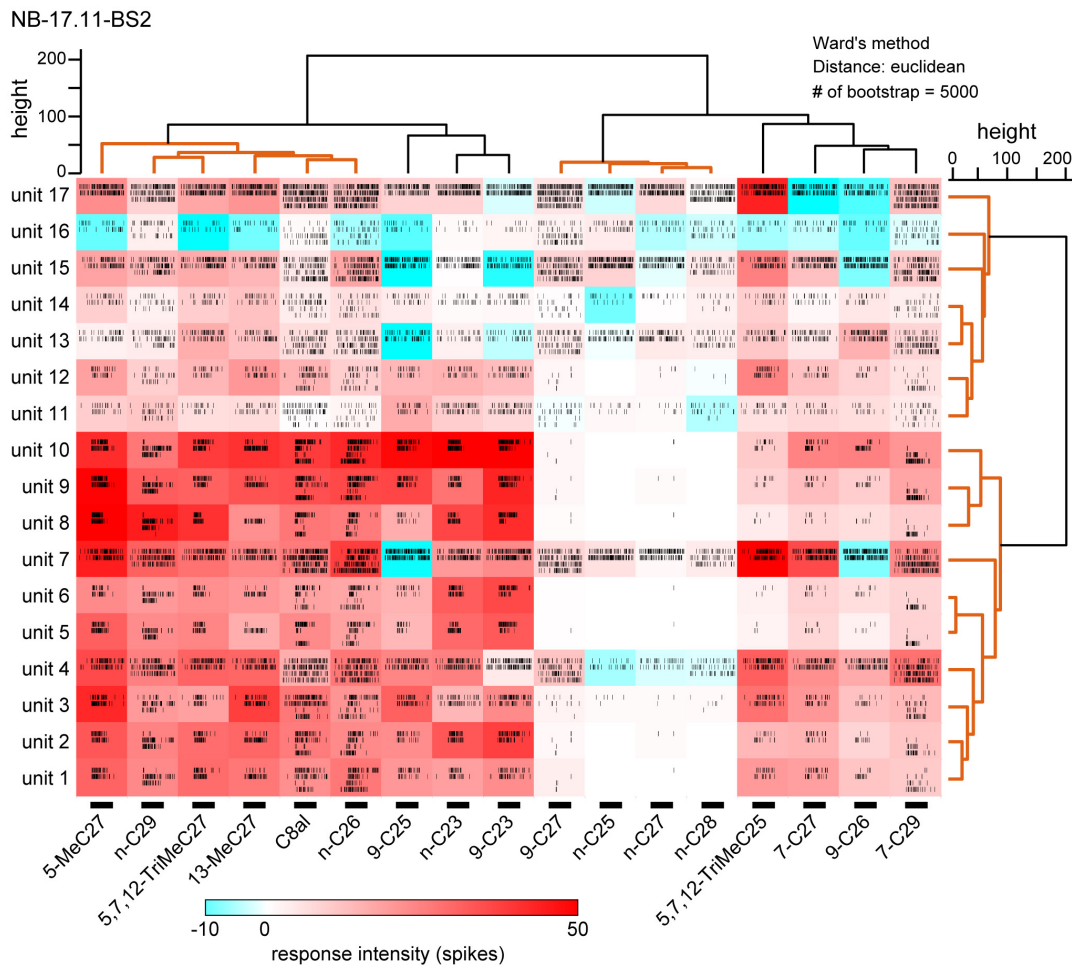 NB-17.11-BS2
Ward's method
Distance: euclidean
# of bootstrap = 5000
height
200
100
0
height
0 100 200
unit 17
unit 16
unit 15
unit 14
unit 13
unit 12
unit 11
unit 10
unit 9
unit 8
unit 7
unit 6
unit 5
unit 4
unit 3
unit 2
unit 1
5-MeC27
n-C29
5,7,12-TriMeC27
13-MeC27
C8al
n-C26
9-C25
n-C23
9-C23
9-C27
n-C25
n-C27
n-C28
5,7,12-TriMeC25
7-C27
9-C26
7-C29
-10 0 50
response intensity (spikes)